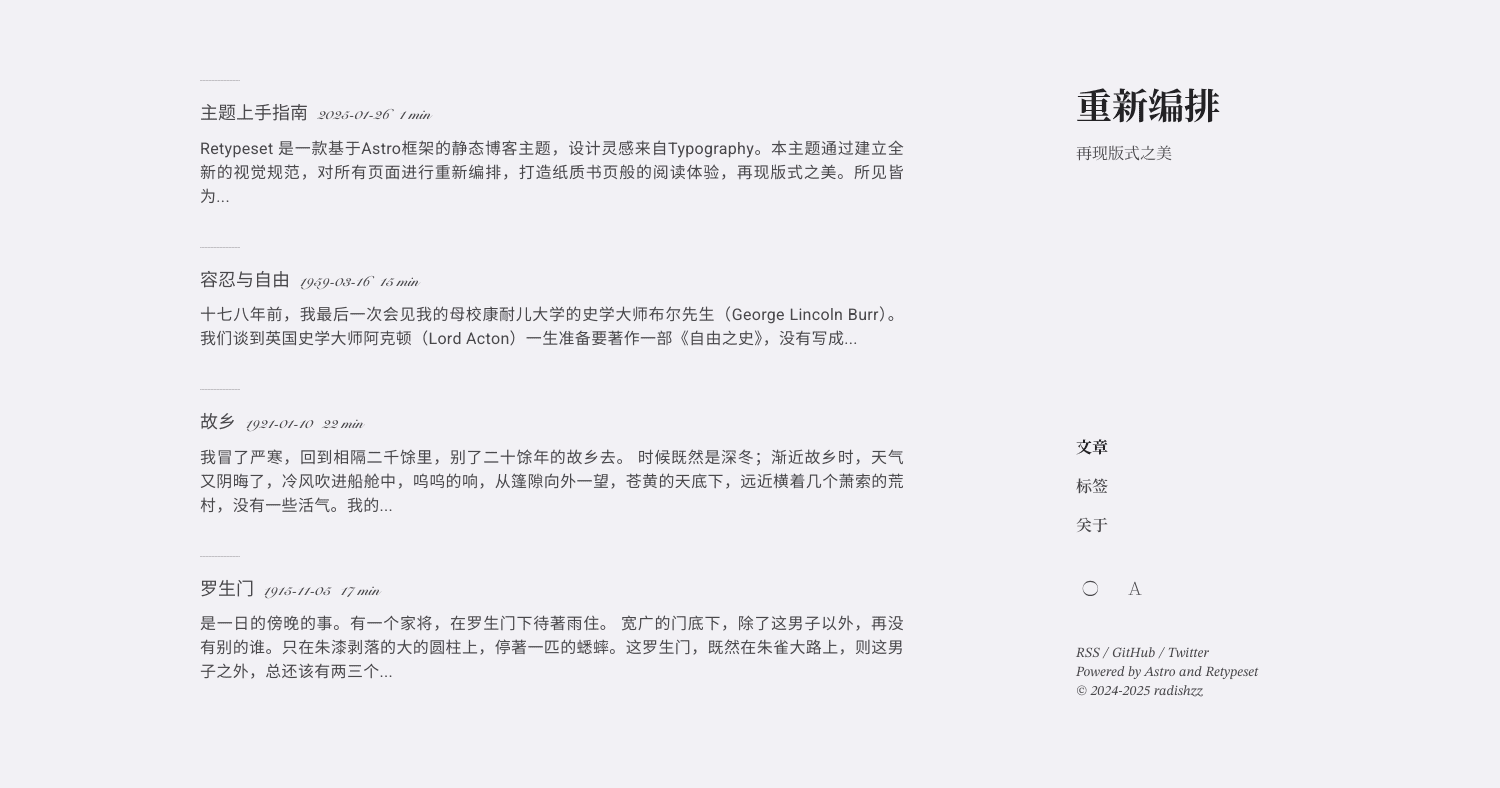 主题上手指南 2025-01-26 1 min
Retypeset 是一款基于Astro框架的静态博客主题，设计灵感来自Typography。本主题通过建立全
新的视觉规范，对所有页面进行重新编排，打造纸质书页般的阅读体验，再现版式之美。所见皆
为...
容忍与自由 1959-03-16 15 min
十七八年前，我最后一次会见我的母校康耐儿大学的史学大师布尔先生（George Lincoln Burr）。
我们谈到英国史学大师阿克顿（Lord Acton）一生准备要著作一部《自由之史》，没有写成...
故乡 1921-01-10 22 min
我冒了严寒，回到相隔二千馀里，别了二十馀年的故乡去。 时候既然是深冬；渐近故乡时，天气
又阴晦了，冷风吹进船舱中，呜呜的响，从篷隙向外一望，苍黄的天底下，远近横着几个萧索的荒
村，没有一些活气。我的...
罗生门 1915-11-05 17 min
是一日的傍晚的事。有一个家将，在罗生门下待著雨住。 宽广的门底下，除了这男子以外，再没
有别的谁。只在朱漆剥落的大的圆柱上，停著一匹的蟋蟀。这罗生门，既然在朱雀大路上，则这男
子之外，总还该有两三个...
重新编排
再现版式之美
文章
标签
关于
A
RSS / GitHub / Twitter
Powered by Astro and Retypeset
© 2024-2025 radishzz